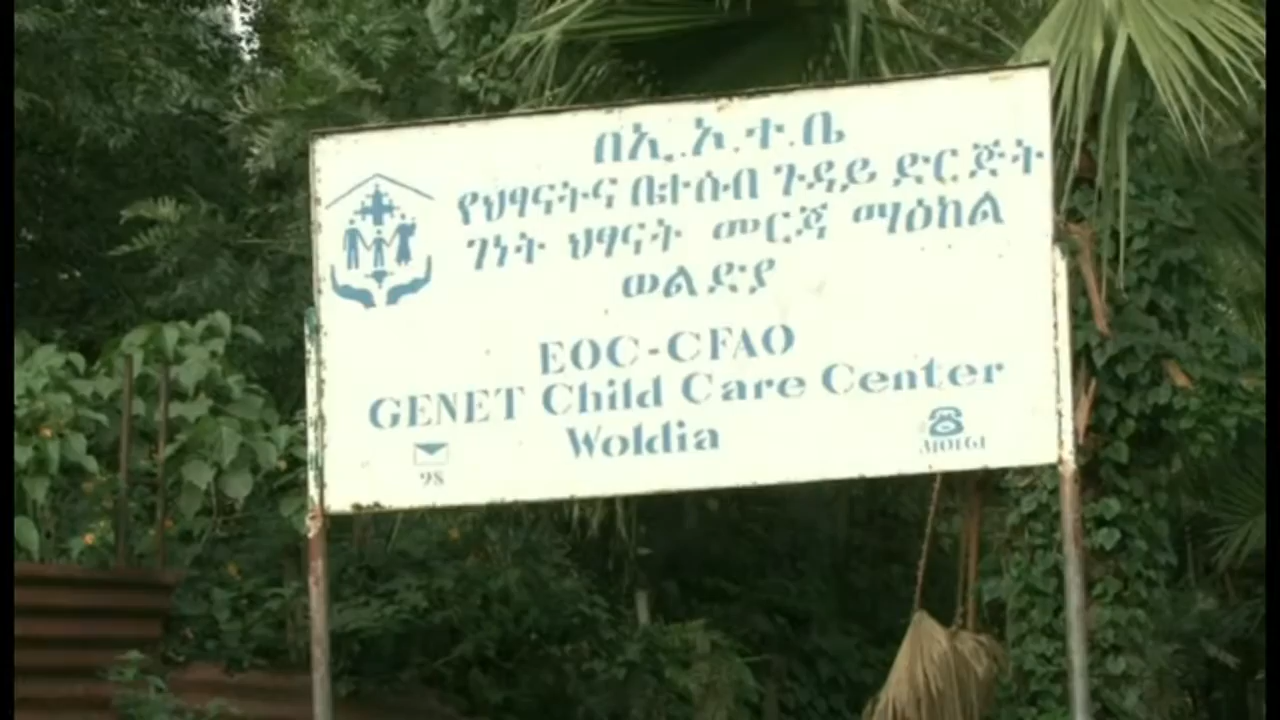 በኢ.ኦ.ተ.ቤ
የህፃናትና ቤተሰብ ጉዳይ ድርጅት
ገነት ህፃናት መርጃ ማዕከል
ወልድያ
EOC-CFAO
GENET Child Care Center
Woldia
98